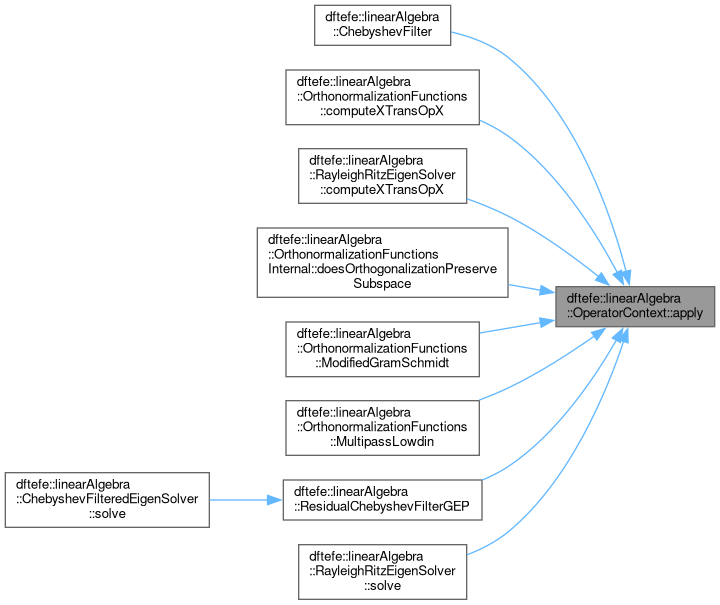 dftefe::linearAlgebra
::ChebyshevFilter
dftefe::linearAlgebra
::OrthonormalizationFunctions
::computeXTransOpX
dftefe::linearAlgebra
::RayleighRitzEigenSolver
::computeXTransOpX
dftefe::linearAlgebra
::OrthonormalizationFunctions
Internal::doesOrthogonalizationPreserve
Subspace
dftefe::linearAlgebra
::OperatorContext::apply
dftefe::linearAlgebra
::OrthonormalizationFunctions
::ModifiedGramSchmidt
dftefe::linearAlgebra
::OrthonormalizationFunctions
::MultipassLowdin
dftefe::linearAlgebra
::ChebyshevFilteredEigenSolver
::solve
dftefe::linearAlgebra
::ResidualChebyshevFilterGEP
dftefe::linearAlgebra
::RayleighRitzEigenSolver
::solve